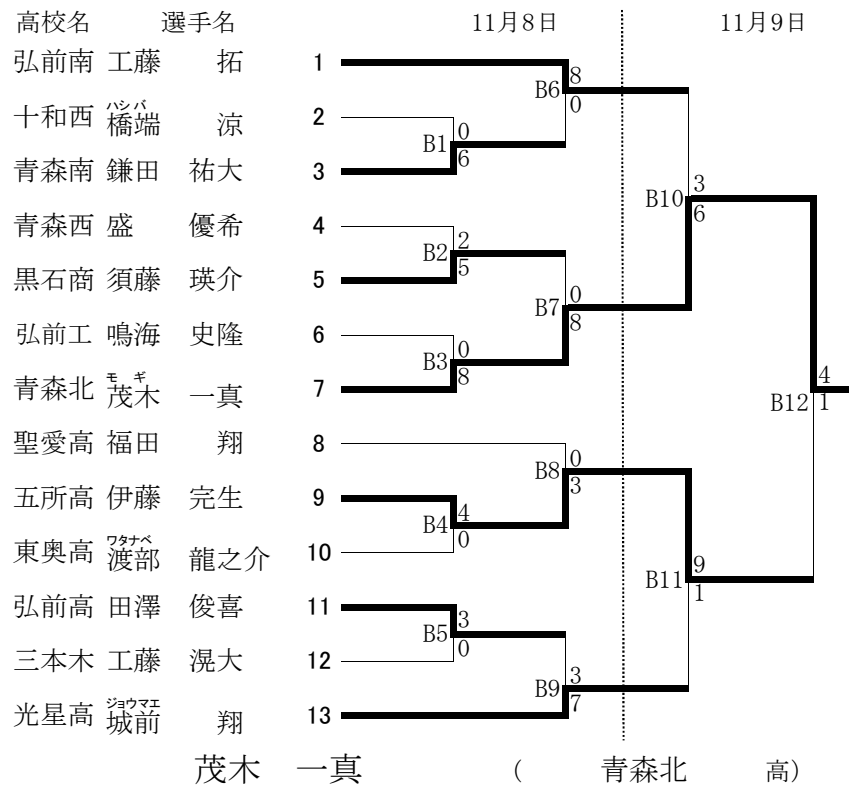 高校名 選手名 11月8日 11月9日
弘前南 工藤 拓 1
8
B6
0
十和西 橋端 涼 2
ハシバ
0
B1
6
青森南 鎌田 祐大 3
3
B10
6
青森西 盛 優希 4
2
B2
5
黒石商 須藤 瑛介 5
0
B7
8
弘前工 鳴海 史隆 6
0
B3
8
青森北 茂木 一真 7
モギ
4
B12
1
聖愛高 福田 翔 8
0
B8
3
五所高 伊藤 完生 9
4
B4
0
東奥高 渡部 龍之介 10
ワタナベ
9
B11
1
弘前高 田澤 俊喜 11
3
B5
0
三本木 工藤 滉大 12
3
B9
7
光星高 城前 翔 13
ジョウマエ
茂木 一真 ( 青森北 高)